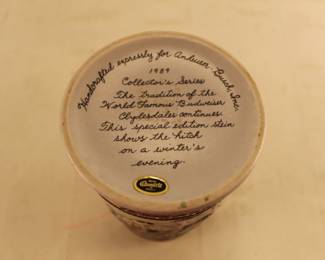 Handcrafted expressly for Anheuser-Busch, Inc.
1989
Collector's Series
The tradition of the
World Famous Budweiser
Clydesdales continues.
This special edition stein
shows the hitch
on a winter's
evening.